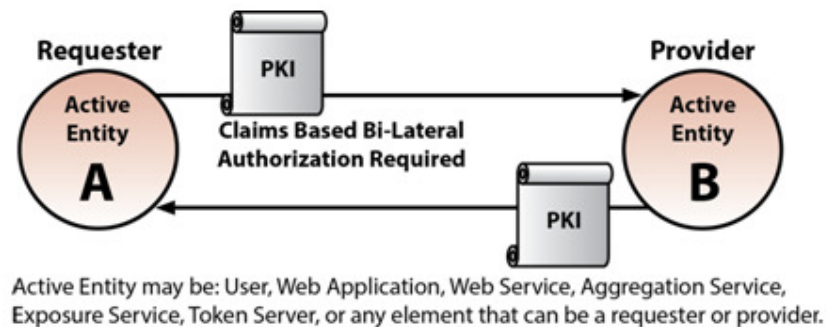 Requester
Provider
PKI
Active
Entity
A
Active
Entity
B
Claims Based Bi-Lateral
Authorization Required
PKI
Active Entity may be: User, Web Application, Web Service, Aggregation Service,
Exposure Service, Token Server, or any element that can be a requester or provider.